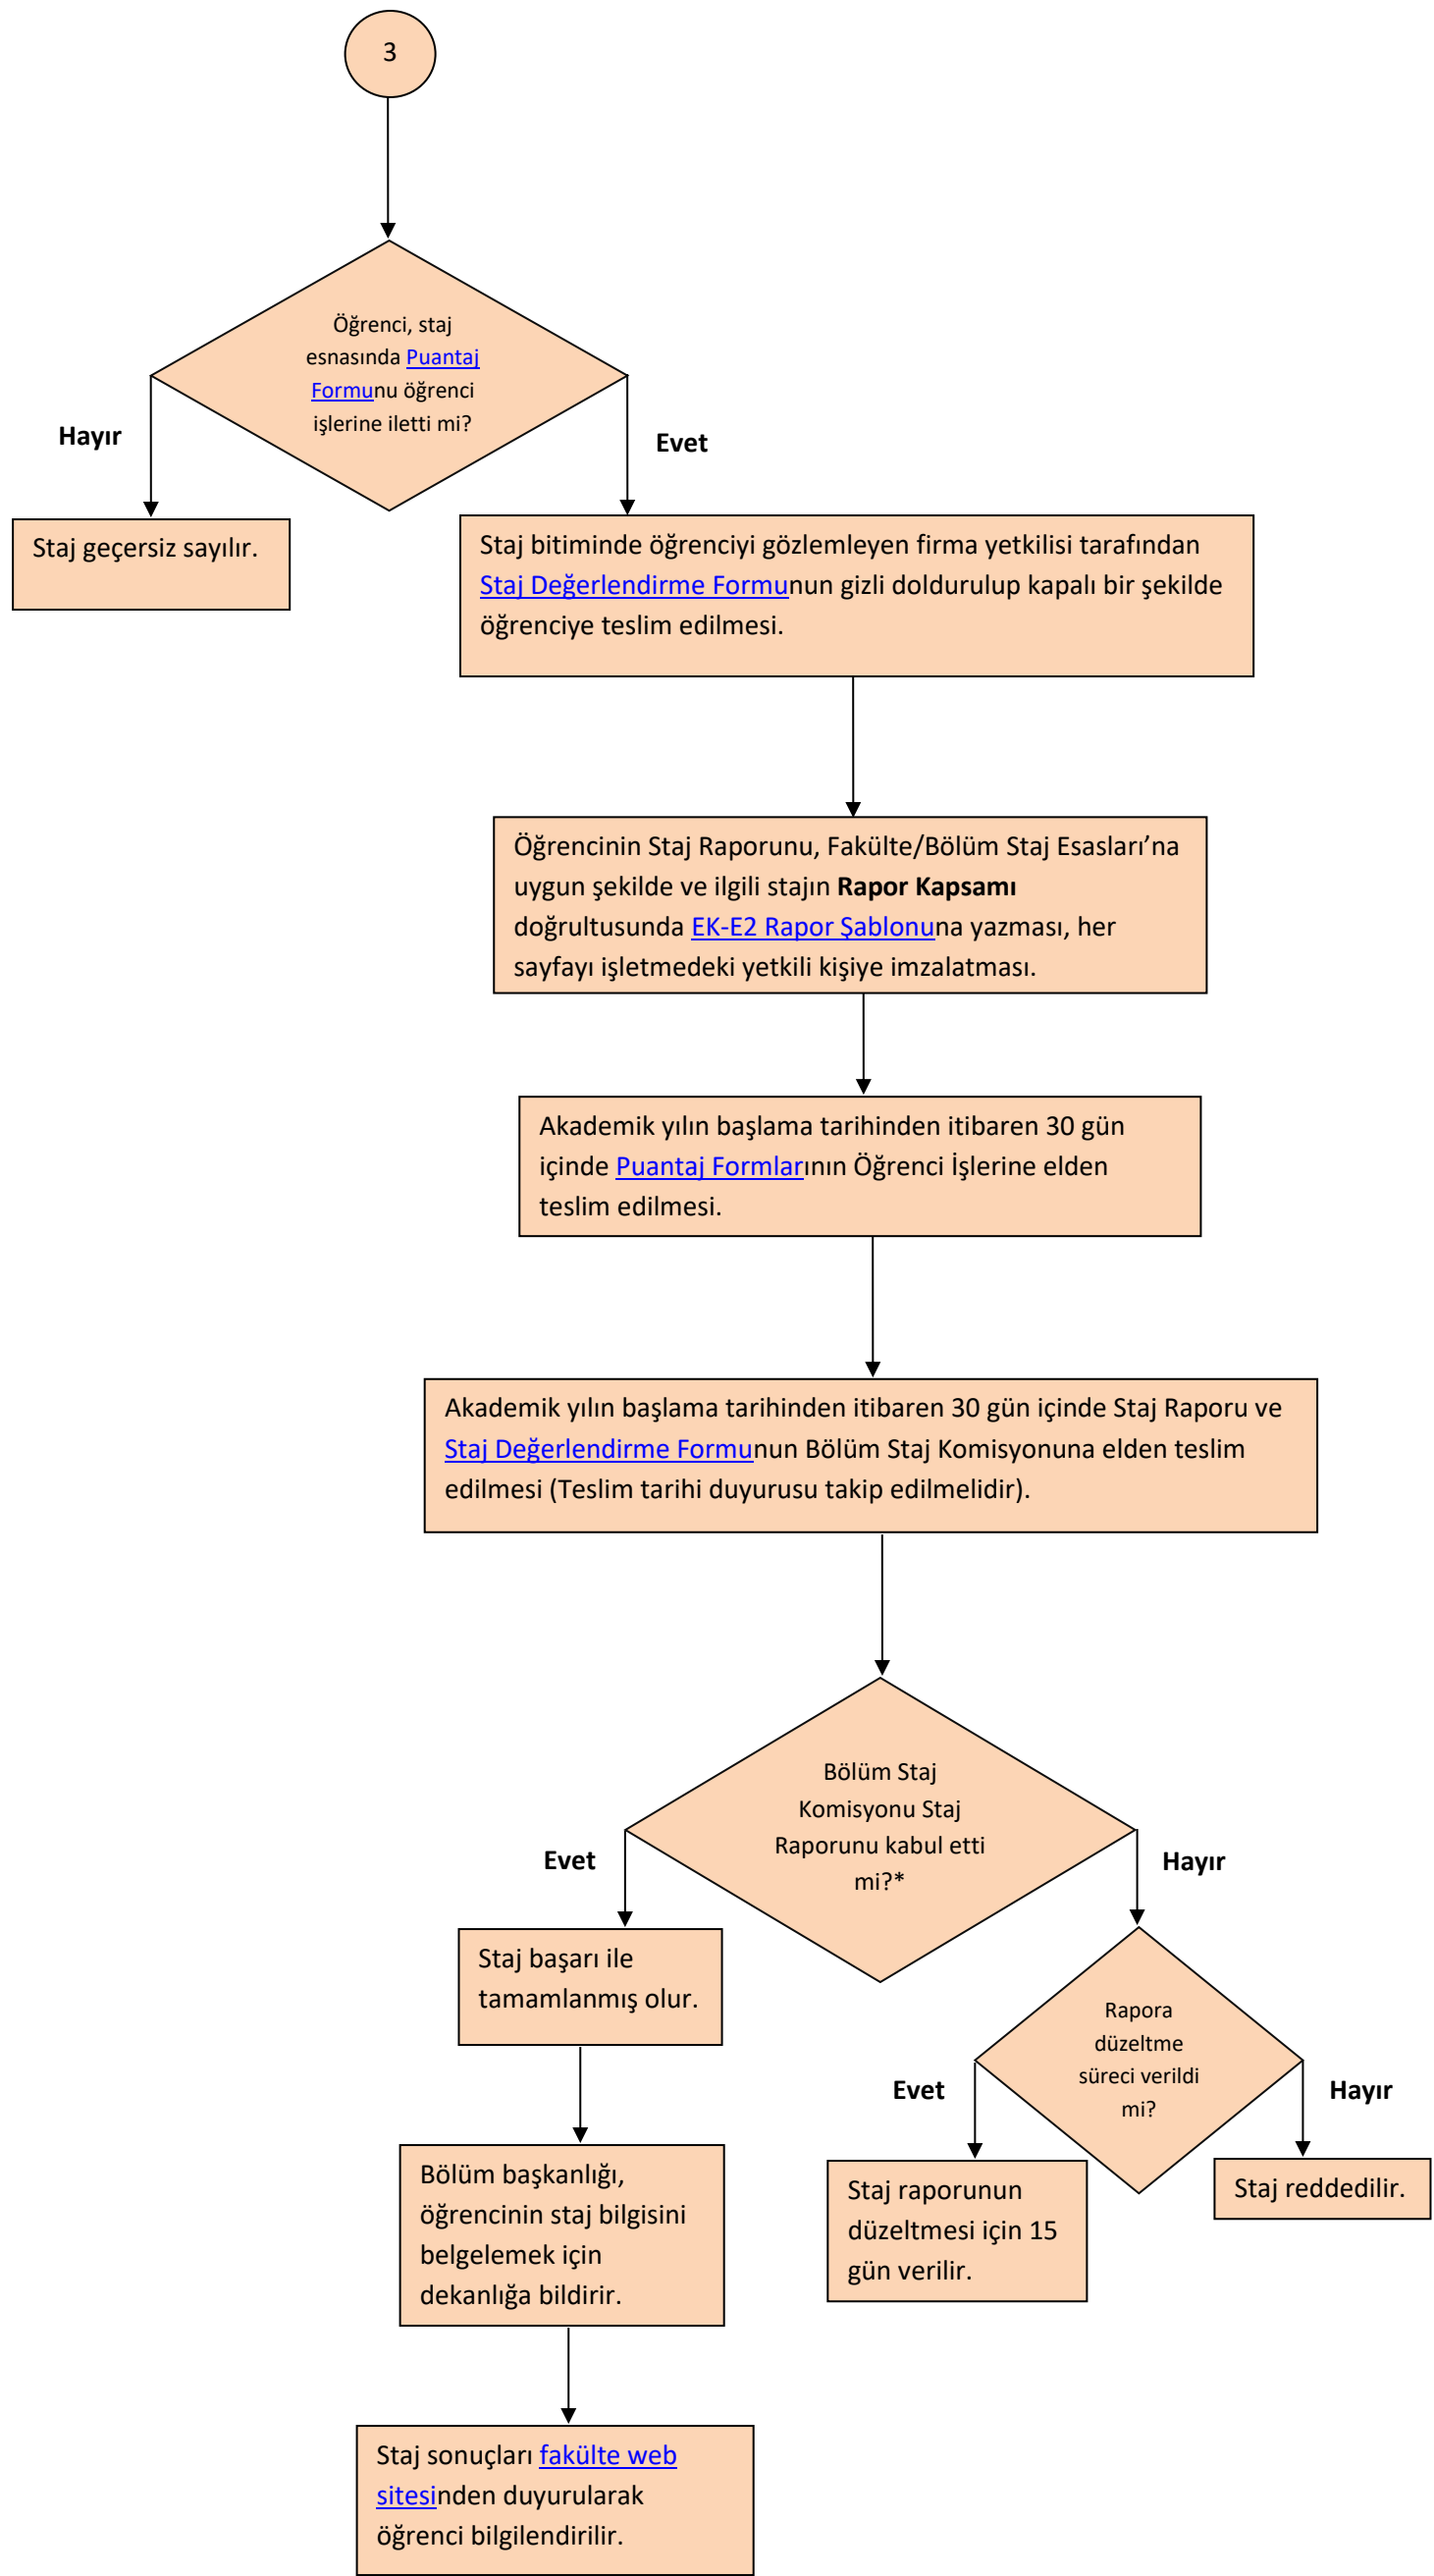 3
Öğrenci, staj
esnasında Puantaj
Formunu öğrenci
işlerine iletti mi?
Hayır
Evet
Staj geçersiz sayılır.
Staj bitiminde öğrenciyi gözlemleyen firma yetkilisi tarafından
Staj Değerlendirme Formunun gizli doldurulup kapalı bir şekilde
öğrenciye teslim edilmesi.
Öğrencinin Staj Raporunu, Fakülte/Bölüm Staj Esasları’na
uygun şekilde ve ilgili stajın Rapor Kapsamı
doğrultusunda EK-E2 Rapor Şablonuna yazması, her
sayfayı işletmedeki yetkili kişiye imzalatması.
Akademik yılın başlama tarihinden itibaren 30 gün
içinde Puantaj Formlarının Öğrenci İşlerine elden
teslim edilmesi.
Akademik yılın başlama tarihinden itibaren 30 gün içinde Staj Raporu ve
Staj Değerlendirme Formunun Bölüm Staj Komisyonuna elden teslim
edilmesi (Teslim tarihi duyurusu takip edilmelidir).
Bölüm Staj
Komisyonu Staj
Raporunu kabul etti
mi?*
Evet
Hayır
Staj başarı ile
tamamlanmış olur.
Rapora
düzeltme
süreci verildi
mi?
Evet
Hayır
Bölüm başkanlığı,
öğrencinin staj bilgisini
belgelemek için
dekanlığa bildirir.
Staj raporunun
düzeltmesi için 15
gün verilir.
Staj reddedilir.
Staj sonuçları fakülte web
sitesinden duyurularak
öğrenci bilgilendirilir.